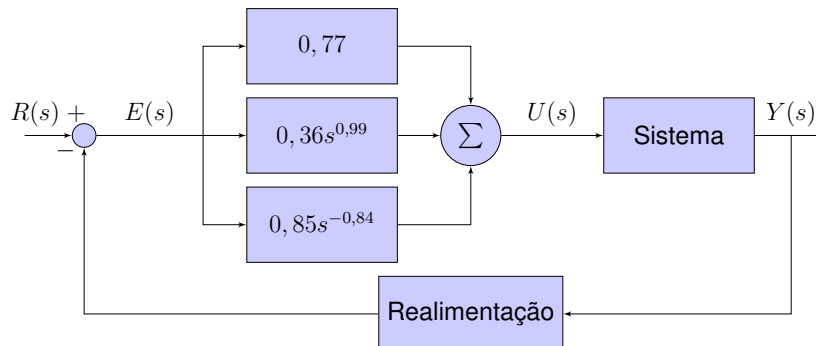 0, 77
R(s) +
E(s)
0, 36s^{0,99}
∑
U(s)
Sistema
Y(s)
−
0, 85s^{−0,84}
Realimentação